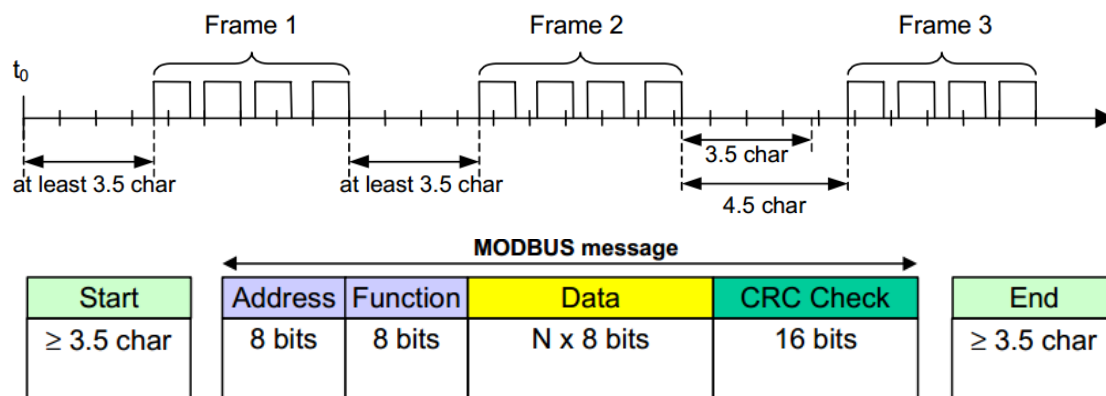 Frame 1 Frame 2 Frame 3
t0
3.5 char
at least 3.5 char at least 3.5 char
4.5 char
MODBUS message
Start Address Function Data CRC Check End
≥ 3.5 char 8 bits 8 bits N x 8 bits 16 bits ≥ 3.5 char